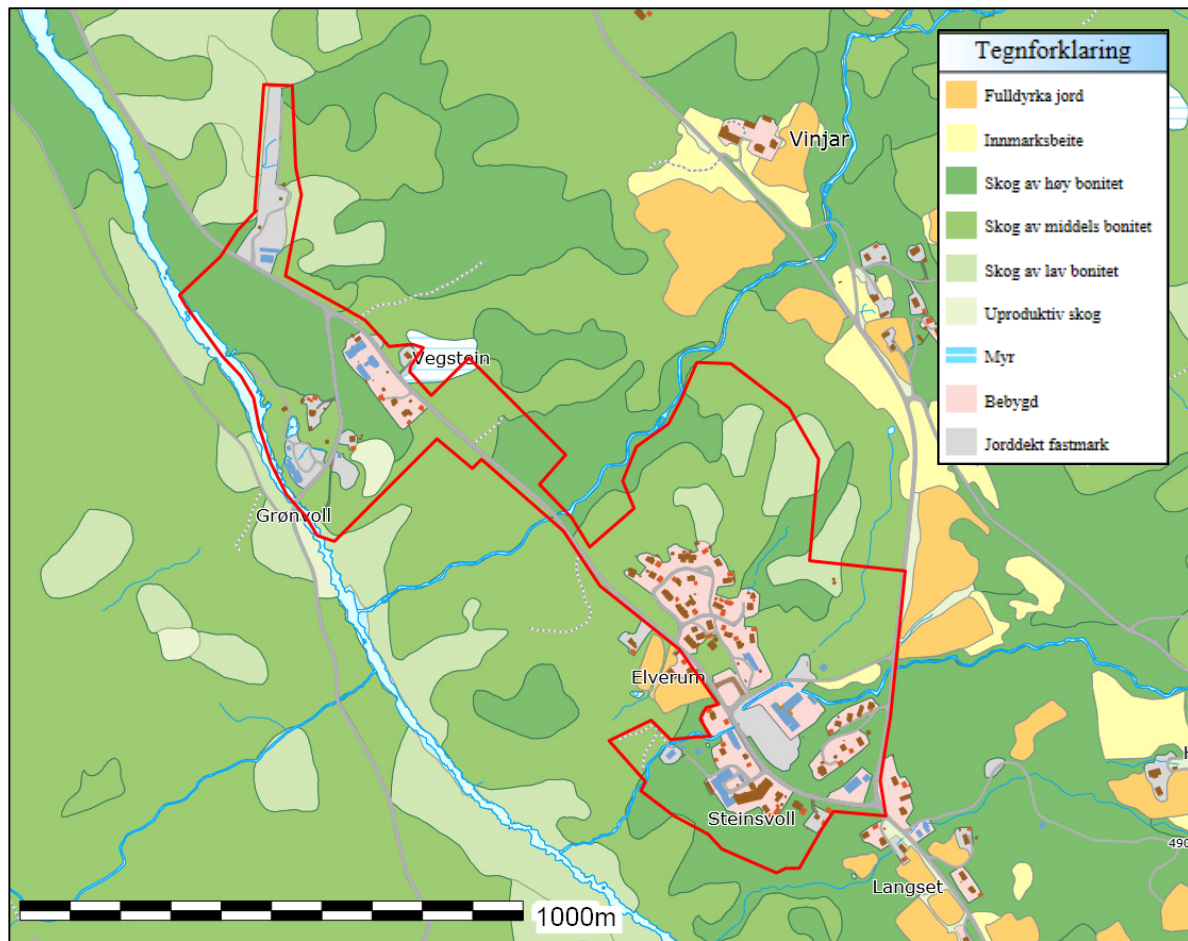 Tegnforklaring
Fulldyrka jord
Innmarksbeite
Skog av høy bonitet
Skog av middels bonitet
Skog av lav bonitet
Uproduktiv skog
Myr
Bebygd
Jorddekt fastmark
Vinjar
Vegstein
Grønvoll
Elverum
H
Steinsvoll
490
Langset
1000m